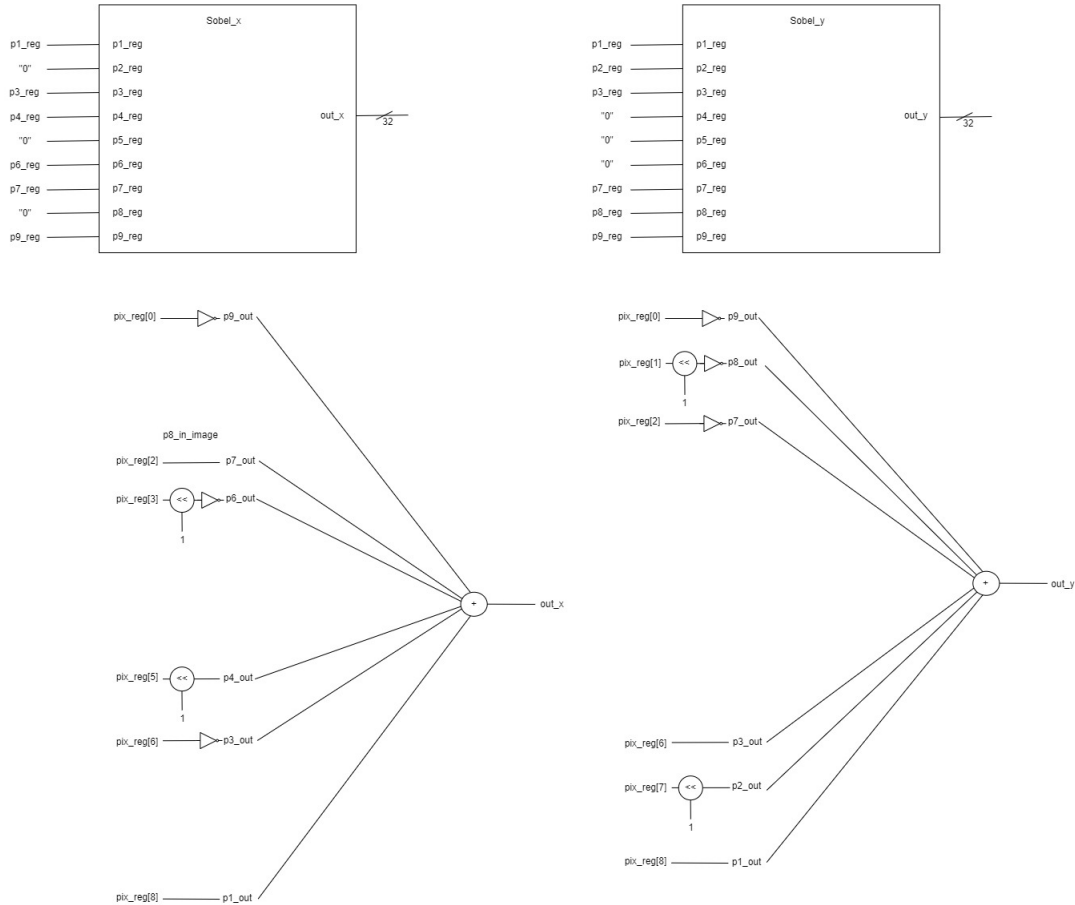 Sobel_x
p1_reg p1_reg
"0" p2_reg
p3_reg p3_reg
p4_reg p4_reg
"0" p5_reg
p6_reg p6_reg
p7_reg p7_reg
"0" p8_reg
p9_reg p9_reg
out_x
32
Sobel_y
p1_reg p1_reg
p2_reg p2_reg
p3_reg p3_reg
"0" p4_reg
"0" p5_reg
"0" p6_reg
p7_reg p7_reg
p8_reg p8_reg
p9_reg p9_reg
out_y
32
pix_reg[0] p9_out
p8_in_image
pix_reg[2] p7_out
pix_reg[3] << p6_out
1
+ out_x
pix_reg[5] << p4_out
1
pix_reg[6] p3_out
pix_reg[8] p1_out
pix_reg[0] p9_out
pix_reg[1] << p8_out
1
pix_reg[2] p7_out
+ out_y
pix_reg[6] p3_out
pix_reg[7] << p2_out
1
pix_reg[8] p1_out